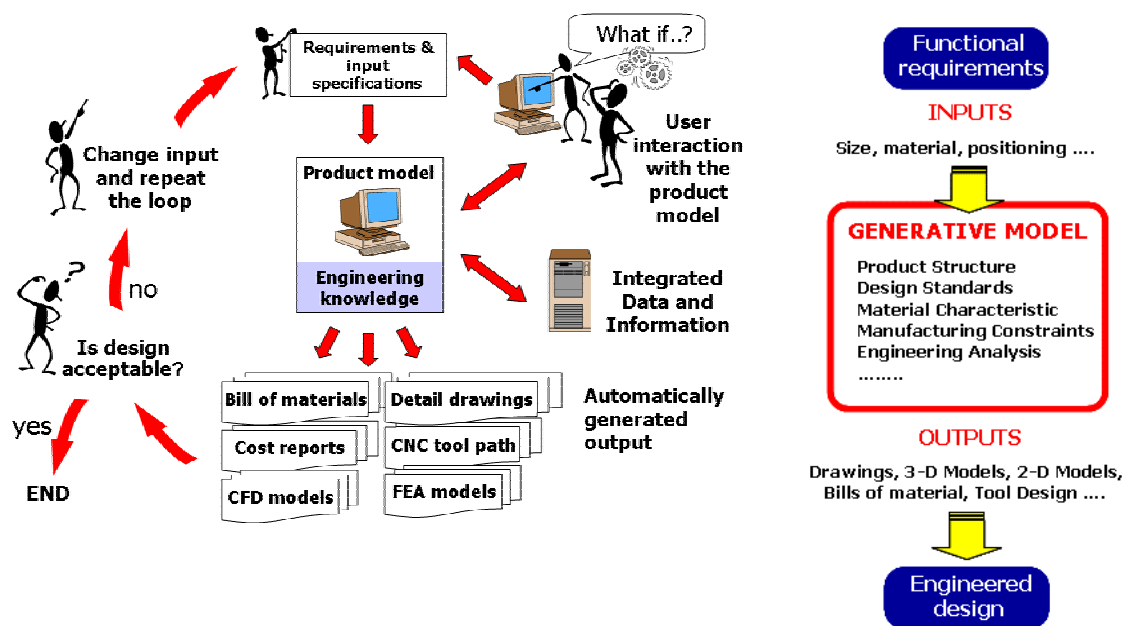 What if..?
Requirements &
input
specifications
User
interaction
with the
product
model
Change input
and repeat
the loop
Product model
Engineering
knowledge
Integrated
Data and
Information
no
Is design
acceptable?
yes
END
Bill of materials
Detail drawings
Cost reports
CNC tool path
CFD models
FEA models
Automatically
generated
output
Functional
requirements
INPUTS
Size, material, positioning ....
GENERATIVE MODEL
Product Structure
Design Standards
Material Characteristic
Manufacturing Constraints
Engineering Analysis
........
OUTPUTS
Drawings, 3-D Models, 2-D Models,
Bills of material, Tool Design ....
Engineered
design